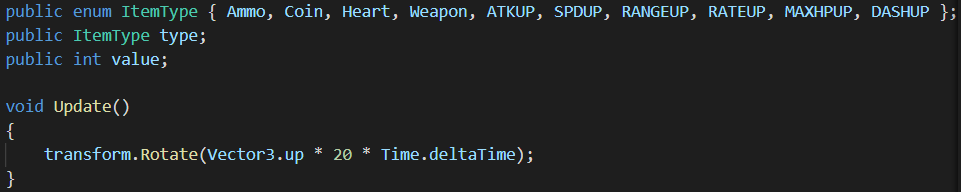 public enum ItemType { Ammo, Coin, Heart, Weapon, ATKUP, SPDUP, RANGEUP, RATEUP, MAXHPUP, DASHUP };
public ItemType type;
public int value;
void Update()
{
transform.Rotate(Vector3.up * 20 * Time.deltaTime);
}